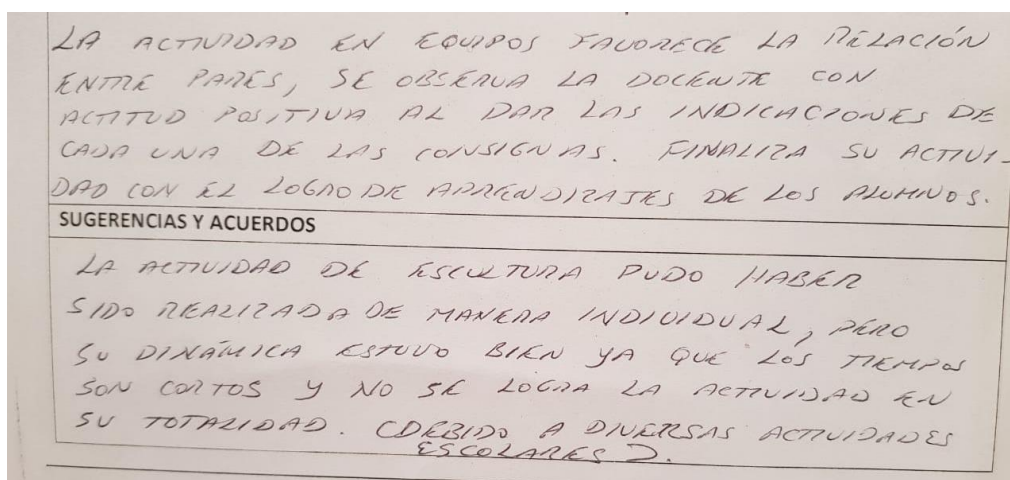 LA ACTIVIDAD EN EQUIPOS FAVORECE LA RELACIÓN
ENTRE PARES, SE OBSERVA LA DOCENTE CON
ACTITUD POSITIVA AL DAR LAS INDICACIONES DE
CADA UNA DE LAS CONSIGNAS. FINALIZA SU ACTIVI-
DAD CON EL LOGRO DE APRENDIZAJES DE LOS ALUMNOS.
SUGERENCIAS Y ACUERDOS
LA ACTIVIDAD DE ESCULTURA PUDO HABER
SIDO REALIZADA DE MANERA INDIVIDUAL, PERO
SU DINÁMICA ESTUVO BIEN YA QUE LOS TIEMPOS
SON CORTOS Y NO SE LOGRA LA ACTIVIDAD EN
SU TOTALIDAD. (DEBIDO A DIVERSAS ACTIVIDADES
ESCOLARES).